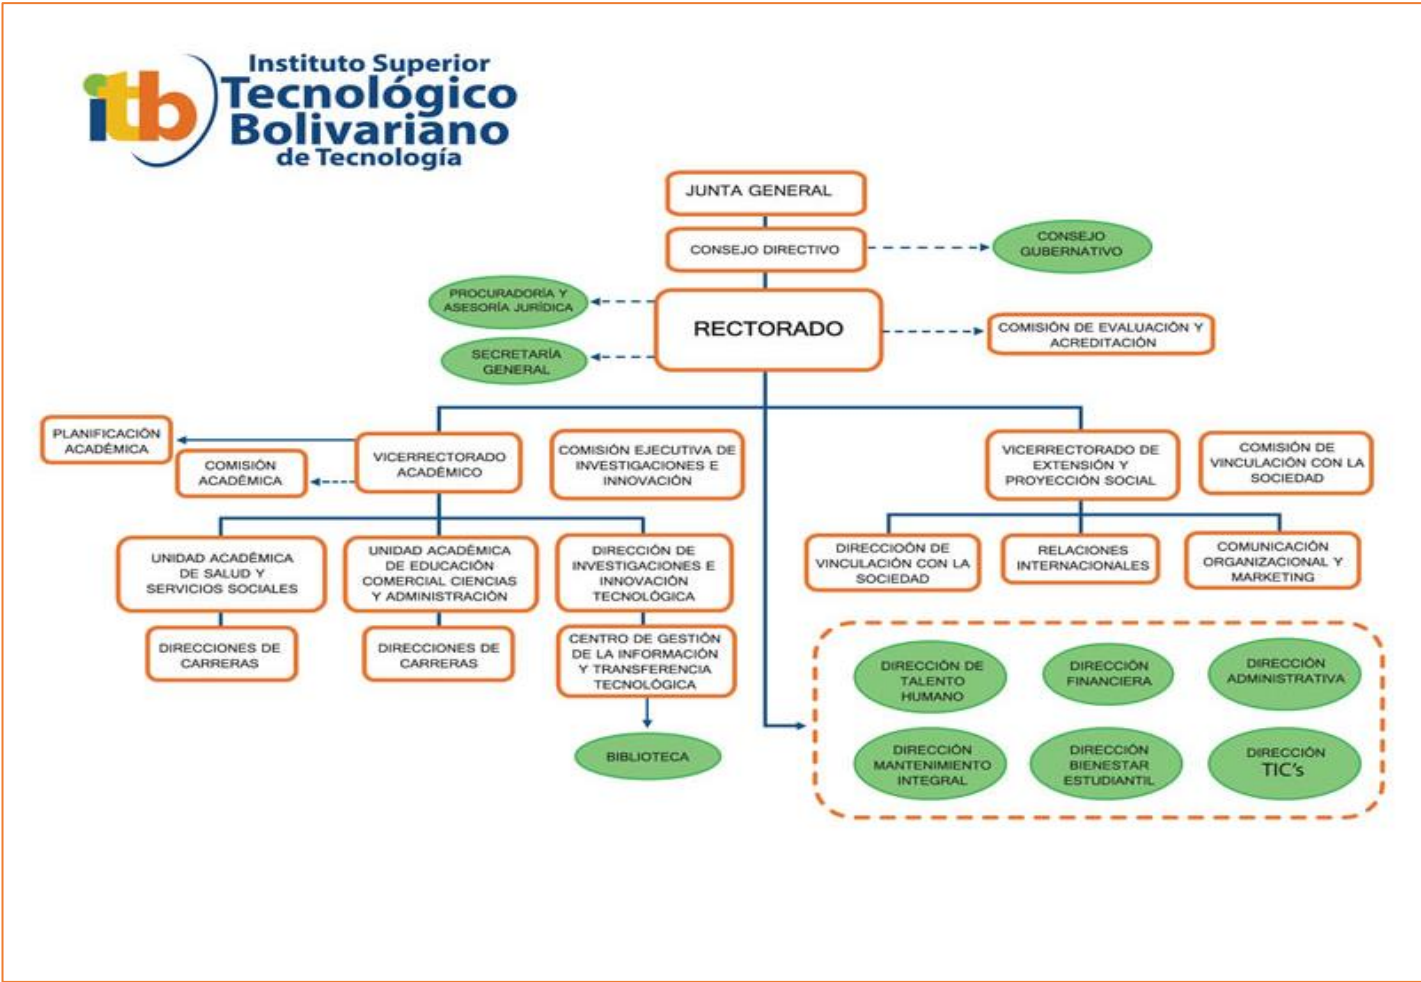 itb
Instituto Superior
Tecnológico
Bolivariano
de Tecnología
JUNTA GENERAL
CONSEJO DIRECTIVO
CONSEJO
GUBERNATIVO
PROCURADORÍA Y
ASESORÍA JURÍDICA
RECTORADO
COMISIÓN DE EVALUACIÓN Y
ACREDITACIÓN
SECRETARÍA
GENERAL
PLANIFICACIÓN
ACADÉMICA
COMISIÓN
ACADÉMICA
VICERRECTORADO
ACADÉMICO
COMISIÓN EJECUTIVA DE
INVESTIGACIONES E
INNOVACIÓN
VICERRECTORADO DE
EXTENSIÓN Y
PROYECCIÓN SOCIAL
COMISIÓN DE
VINCULACIÓN CON LA
SOCIEDAD
UNIDAD ACADÉMICA
DE SALUD Y
SERVICIOS SOCIALES
UNIDAD ACADÉMICA
DE EDUCACIÓN
COMERCIAL CIENCIAS
Y ADMINISTRACIÓN
DIRECCIÓN DE
INVESTIGACIONES E
INNOVACIÓN
TECNOLÓGICA
DIRECCIOÓN DE
VINCULACIÓN CON LA
SOCIEDAD
RELACIONES
INTERNACIONALES
COMUNICACIÓN
ORGANIZACIONAL Y
MARKETING
DIRECCIONES DE
CARRERAS
DIRECCIONES DE
CARRERAS
CENTRO DE GESTIÓN
DE LA INFORMACIÓN
Y TRANSFERENCIA
TECNOLÓGICA
BIBLIOTECA
DIRECCIÓN DE
TALENTO
HUMANO
DIRECCIÓN
FINANCIERA
DIRECCIÓN
ADMINISTRATIVA
DIRECCIÓN
MANTENIMIENTO
INTEGRAL
DIRECCIÓN
BIENESTAR
ESTUDIANTIL
DIRECCIÓN
TIC's